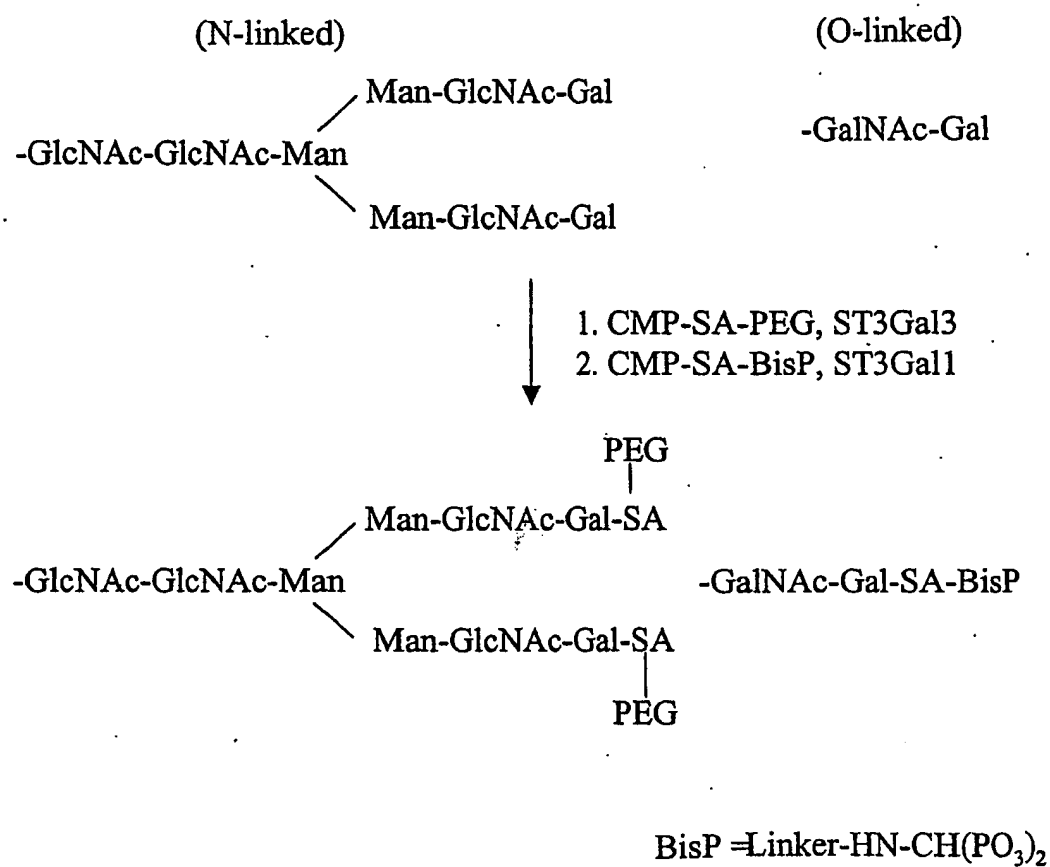 (N-linked) (O-linked)
Man-GlcNAc-Gal
-GalNAc-Gal
-GlcNAc-GlcNAc-Man
Man-GlcNAc-Gal
1. CMP-SA-PEG, ST3Gal3
2. CMP-SA-BisP, ST3Gal1
PEG
Man-GlcNAc-Gal-SA
-GlcNAc-GlcNAc-Man -GalNAc-Gal-SA-BisP
Man-GlcNAc-Gal-SA
PEG
BisP =Linker-HN-CH(PO₃)₂